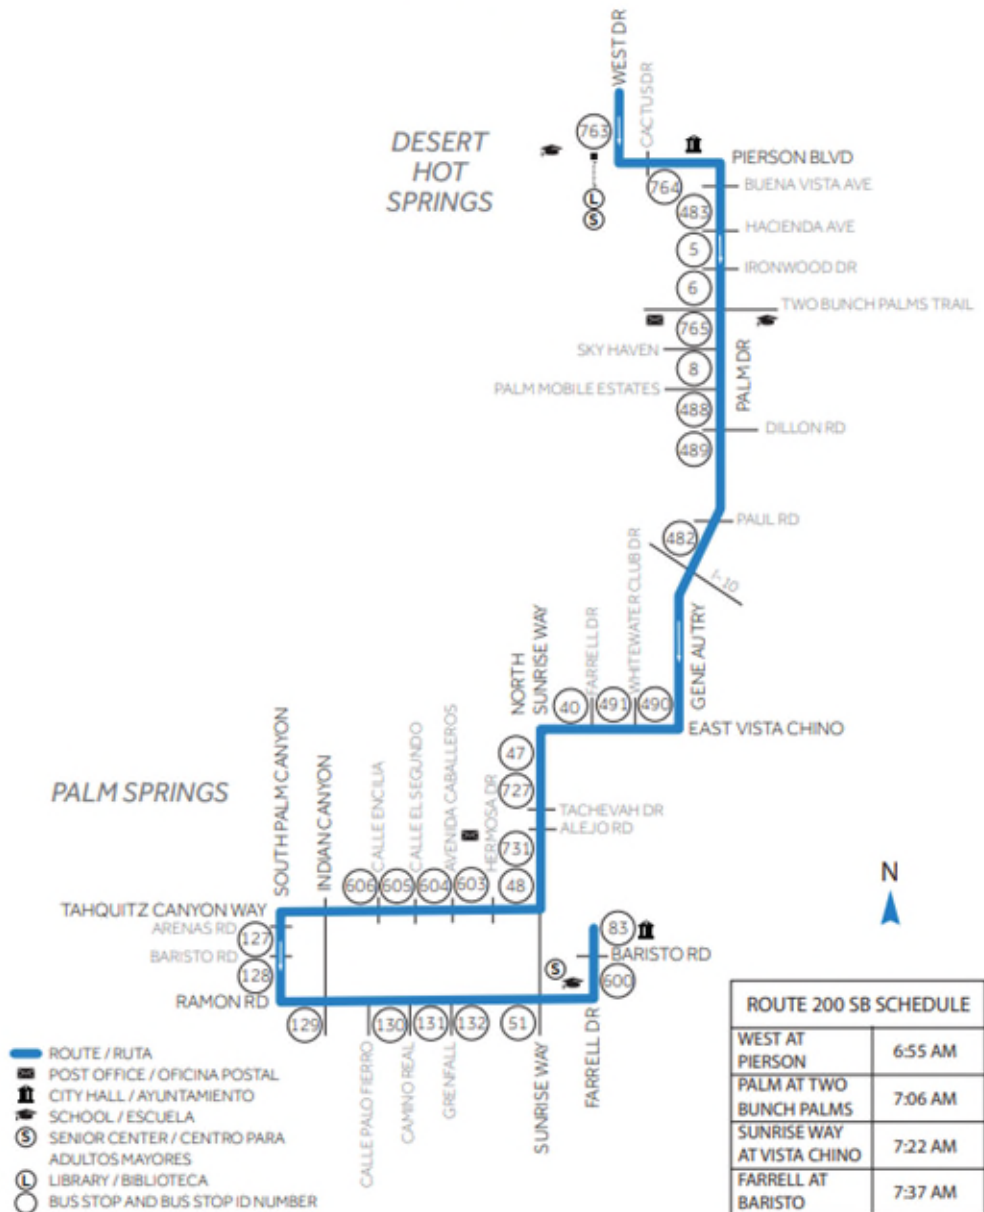 WEST DR
CACTUS DR
763
DESERT
HOT
SPRINGS
PIERSON BLVD
L
S
764
BUENA VISTA AVE
483
HACIENDA AVE
5
IRONWOOD DR
6
TWO BUNCH PALMS TRAIL
765
SKY HAVEN
8
PALM DR
PALM MOBILE ESTATES
488
DILLON RD
489
PAUL RD
482
I-10
GENE AUTRY
WHITEWATER CLUB DR
FARRELL DR
NORTH
SUNRISE WAY
40
491
490
EAST VISTA CHINO
47
727
TACHEVAH DR
ALEJO RD
731
48
PALM SPRINGS
SOUTH PALM CANYON
INDIAN CANYON
CALLE ENCILIA
CALLE EL SEGUNDO
AVENIDA CABALLEROS
HERMOSA DR
606
605
604
603
TAHQUITZ CANYON WAY
ARENAS RD
127
BARISTO RD
128
RAMON RD
129
130
131
132
51
S
83
BARISTO RD
600
CALLE PALO FIERRO
CAMINO REAL
GRENFALL
SUNRISE WAY
FARRELL DR
N
ROUTE / RUTA
POST OFFICE / OFICINA POSTAL
CITY HALL / AYUNTAMIENTO
SCHOOL / ESCUELA
S SENIOR CENTER / CENTRO PARA
ADULTOS MAYORES
L LIBRARY / BIBLIOTECA
BUS STOP AND BUS STOP ID NUMBER
ROUTE 200 SB SCHEDULE
WEST AT
PIERSON 6:55 AM
PALM AT TWO
BUNCH PALMS 7:06 AM
SUNRISE WAY
AT VISTA CHINO 7:22 AM
FARRELL AT
BARISTO 7:37 AM